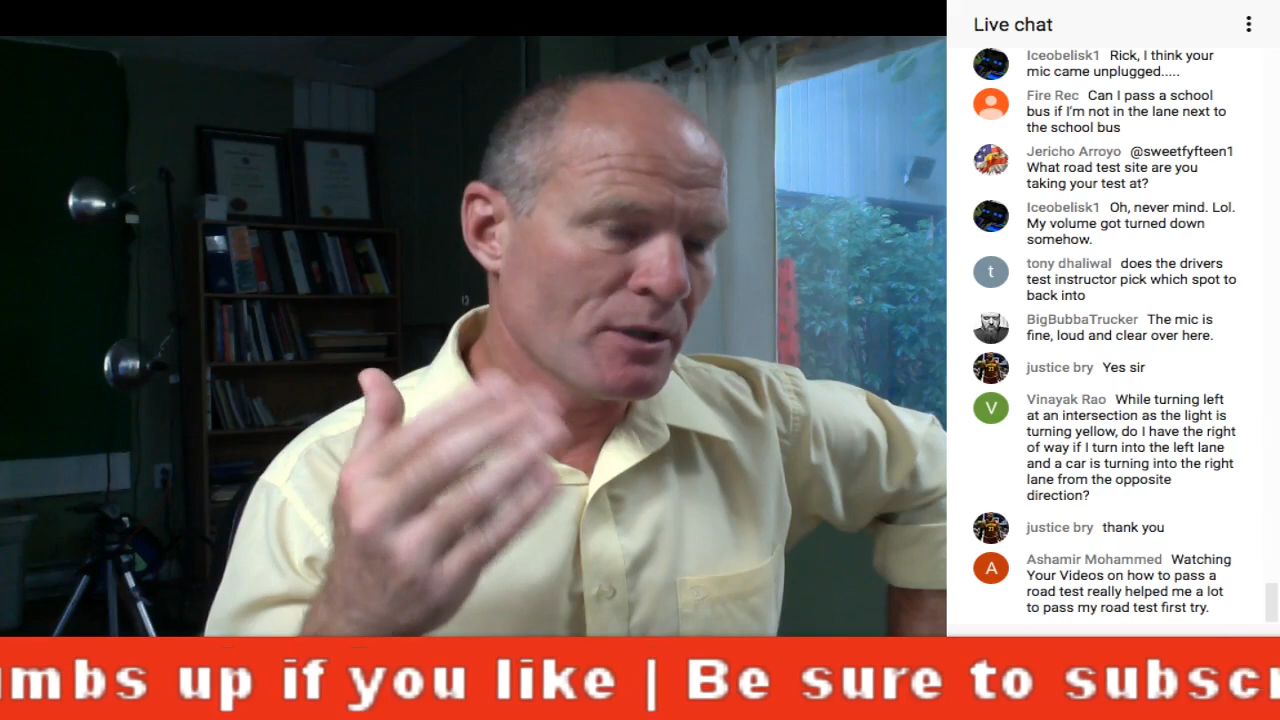 Live chat
Iceobelisk1 Rick, I think your
mic came unplugged.....
Fire Rec Can I pass a school
bus if I'm not in the lane next to
the school bus
Jericho Arroyo @sweetfyfteen1
What road test site are you
taking your test at?
Iceobelisk1 Oh, never mind. Lol.
My volume got turned down
somehow.
t
tony dhaliwal does the drivers
test instructor pick which spot to
back into
BigBubbaTrucker The mic is
fine, loud and clear over here.
justice bry Yes sir
V
Vinayak Rao While turning left
at an intersection as the light is
turning yellow, do I have the right
of way if I turn into the left lane
and a car is turning into the right
lane from the opposite
direction?
justice bry thank you
A
Ashamir Mohammed Watching
Your Videos on how to pass a
road test really helped me a lot
to pass my road test first try.
umbs up if you like | Be sure to subscr